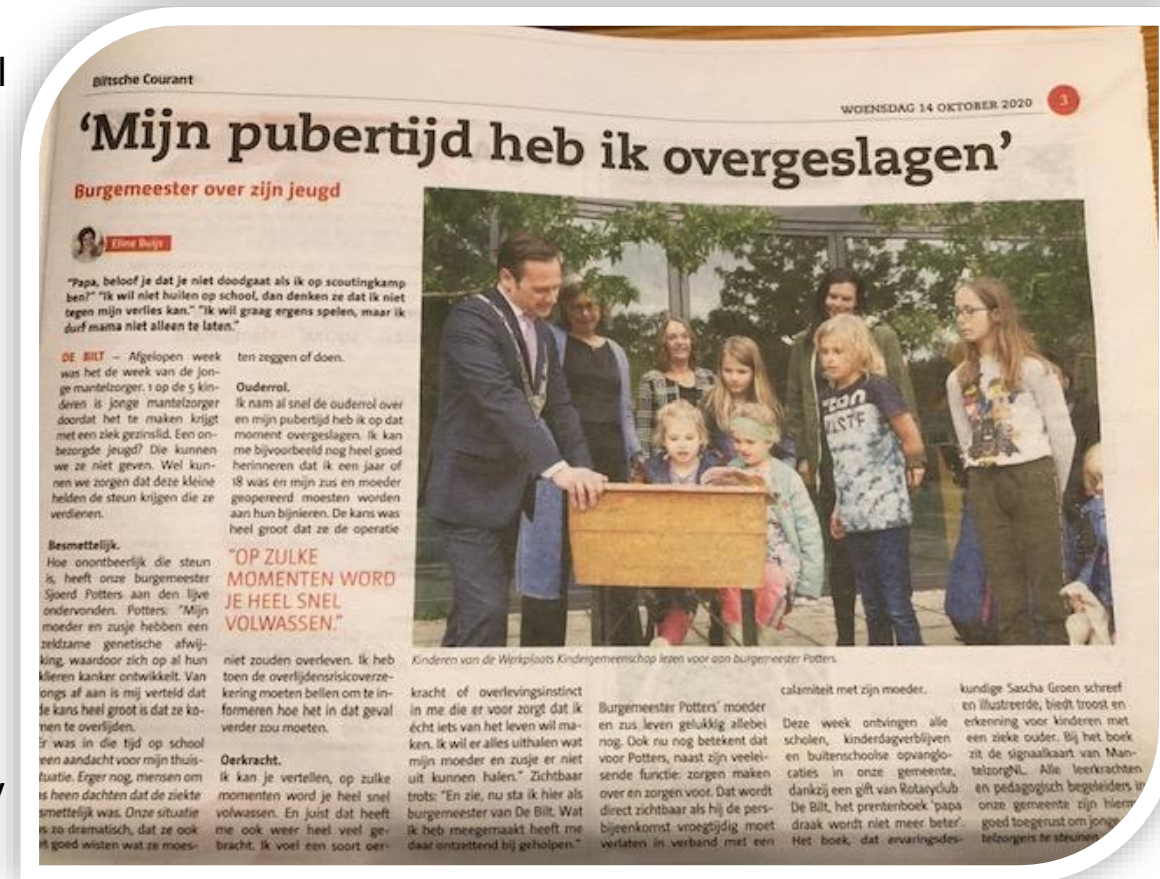 Biltsche Courant
WOENSDAG 14 OKTOBER 2020 3
‘Mijn pubertijd heb ik overgeslagen’
Burgemeester over zijn jeugd
Eline Buijs
"Papa, beloof je dat je niet doodgaat als ik op scoutingkamp
ben?" "Ik wil niet huilen op school, dan denken ze dat ik niet
tegen mijn verlies kan." "Ik wil graag ergens spelen, maar ik
durf mama niet alleen te laten."
DE BILT – Afgelopen week
was het de week van de jon-
ge mantelzorger. 1 op de 5 kin-
deren is jonge mantelzorger
doordat het te maken krijgt
met een ziek gezinslid. Een on-
bezorgde jeugd? Die kunnen
we ze niet geven. Wel kun-
nen we zorgen dat deze kleine
helden de steun krijgen die ze
verdienen.
Besmettelijk.
Hoe onontbeerlijk die steun
is, heeft onze burgemeester
Sjoerd Potters aan den lijve
ondervonden. Potters: "Mijn
moeder en zusje hebben een
zeldzame genetische afwij-
king, waardoor zich op al hun
klieren kanker ontwikkelt. Van
ongs af aan is mij verteld dat
de kans heel groot is dat ze ko-
men te overlijden.
Er was in die tijd op school
een aandacht voor mijn thuis-
tuatie. Erger nog, mensen om
s heen dachten dat de ziekte
smettelijk was. Onze situatie
s zo dramatisch, dat ze ook
t goed wisten wat ze moes-
ten zeggen of doen.
Ouderrol.
Ik nam al snel de ouderrol over
en mijn pubertijd heb ik op dat
moment overgeslagen. Ik kan
me bijvoorbeeld nog heel goed
herinneren dat ik een jaar of
18 was en mijn zus en moeder
geopereerd moesten worden
aan hun bijnieren. De kans was
heel groot dat ze de operatie
"OP ZULKE
MOMENTEN WORD
JE HEEL SNEL
VOLWASSEN."
niet zouden overleven. Ik heb
toen de overlijdensrisicoverze-
kering moeten bellen om te in-
formeren hoe het in dat geval
verder zou moeten.
Oerkracht.
Ik kan je vertellen, op zulke
momenten word je heel snel
volwassen. En juist dat heeft
me ook weer heel veel ge-
bracht. Ik voel een soort oer-
Kinderen van de Werkplaats Kindergemeenschap lezen voor aan burgemeester Potters.
kracht of overlevingsinstinct
in me die er voor zorgt dat ik
écht iets van het leven wil ma-
ken. Ik wil er alles uithalen wat
mijn moeder en zusje er niet
uit kunnen halen." Zichtbaar
trots: "En zie, nu sta ik hier als
burgemeester van De Bilt. Wat
ik heb meegemaakt heeft me
daar ontzettend bij geholpen."
Burgemeester Potters' moeder
en zus leven gelukkig allebei
nog. Ook nu nog betekent dat
voor Potters, naast zijn veelei-
sende functie: zorgen maken
over en zorgen voor. Dat wordt
direct zichtbaar als hij de pers-
bijeenkomst vroegtijdig moet
verlaten in verband met een
calamiteit met zijn moeder.
Deze week ontvingen alle
scholen, kinderdagverblijven
en buitenschoolse opvanglo-
caties in onze gemeente,
dankzij een gift van Rotaryclub
De Bilt, het prentenboek 'papa
draak wordt niet meer beter'.
Het boek, dat ervaringsdes-
kundige Sascha Groen schreef
en illustreerde, biedt troost en
erkenning voor kinderen met
een zieke ouder. Bij het boek
zit de signaalkaart van Man-
telzorgNL. Alle leerkrachten
en pedagogisch begeleiders in
onze gemeente zijn hierm
goed toegerust om jonge
telzorgers te steunen